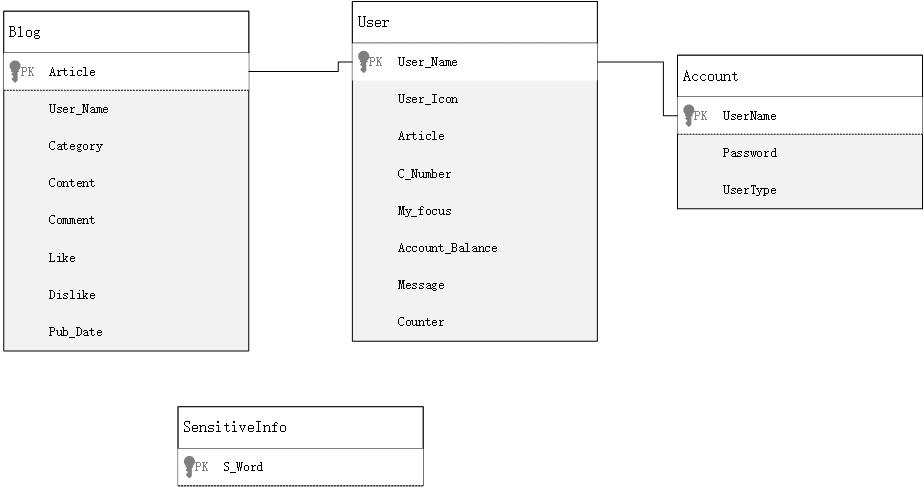 Blog
PK Article
User_Name
Category
Content
Comment
Like
Dislike
Pub_Date
User
PK User_Name
User_Icon
Article
C_Number
My_focus
Account_Balance
Message
Counter
Account
PK UserName
Password
UserType
SensitiveInfo
PK S_Word